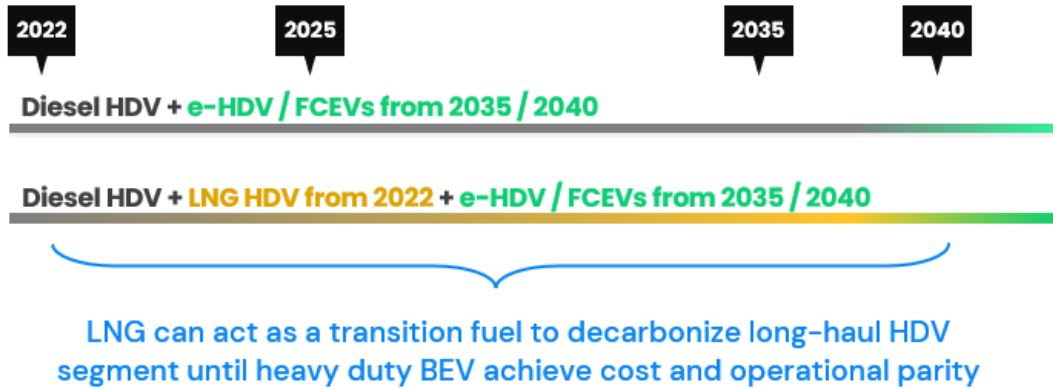 2022 2025 2035 2040
Diesel HDV + e-HDV / FCEVs from 2035 / 2040
Diesel HDV + LNG HDV from 2022 + e-HDV / FCEVs from 2035 / 2040
LNG can act as a transition fuel to decarbonize long-haul HDV
segment until heavy duty BEV achieve cost and operational parity